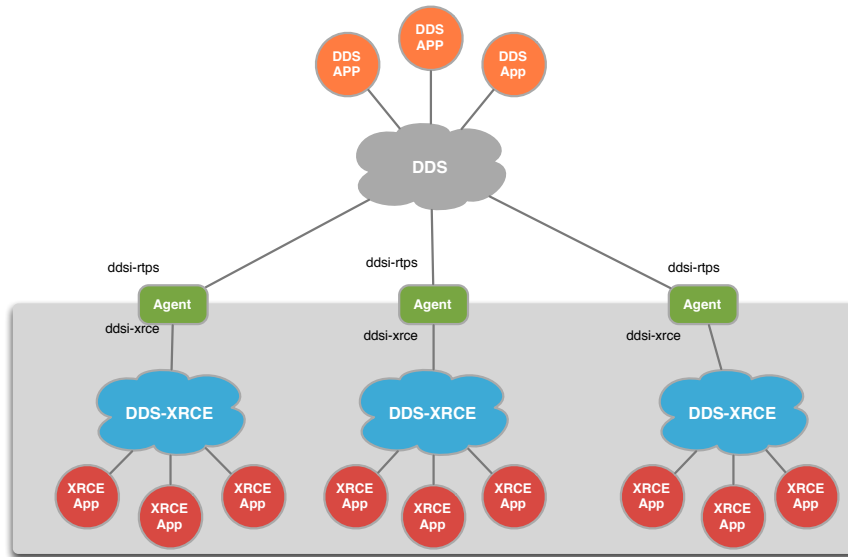 DDS
APP
DDS
APP
DDS
App
DDS
ddsi-rtps
ddsi-rtps
ddsi-rtps
Agent
Agent
Agent
ddsi-xrce
ddsi-xrce
ddsi-xrce
DDS-XRCE
DDS-XRCE
DDS-XRCE
XRCE
App
XRCE
App
XRCE
App
XRCE
App
XRCE
App
XRCE
App
XRCE
App
XRCE
App
XRCE
App